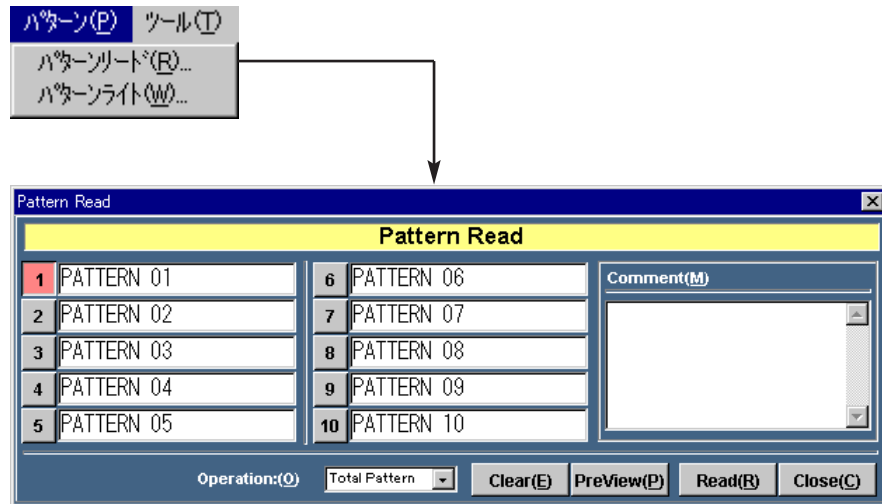 パターン(P) ツール(T)
パターンリード(R)...
パターンライト(W)...
Pattern Read
Pattern Read
1 PATTERN 01
2 PATTERN 02
3 PATTERN 03
4 PATTERN 04
5 PATTERN 05
6 PATTERN 06
7 PATTERN 07
8 PATTERN 08
9 PATTERN 09
10 PATTERN 10
Comment(M)
Operation:(O) Total Pattern Clear(E) PreView(P) Read(R) Close(C)